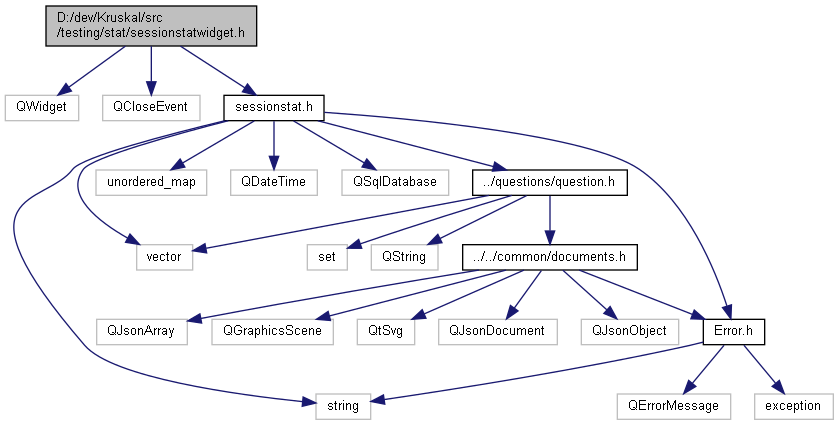 D:/dev/Kruskal/src
/testing/stat/sessionstatwidget.h
QWidget
QCloseEvent
sessionstat.h
unordered_map
QDateTime
QSqlDatabase
../questions/question.h
vector
set
QString
../../common/documents.h
QJsonArray
QGraphicsScene
QtSvg
QJsonDocument
QJsonObject
Error.h
string
QErrorMessage
exception